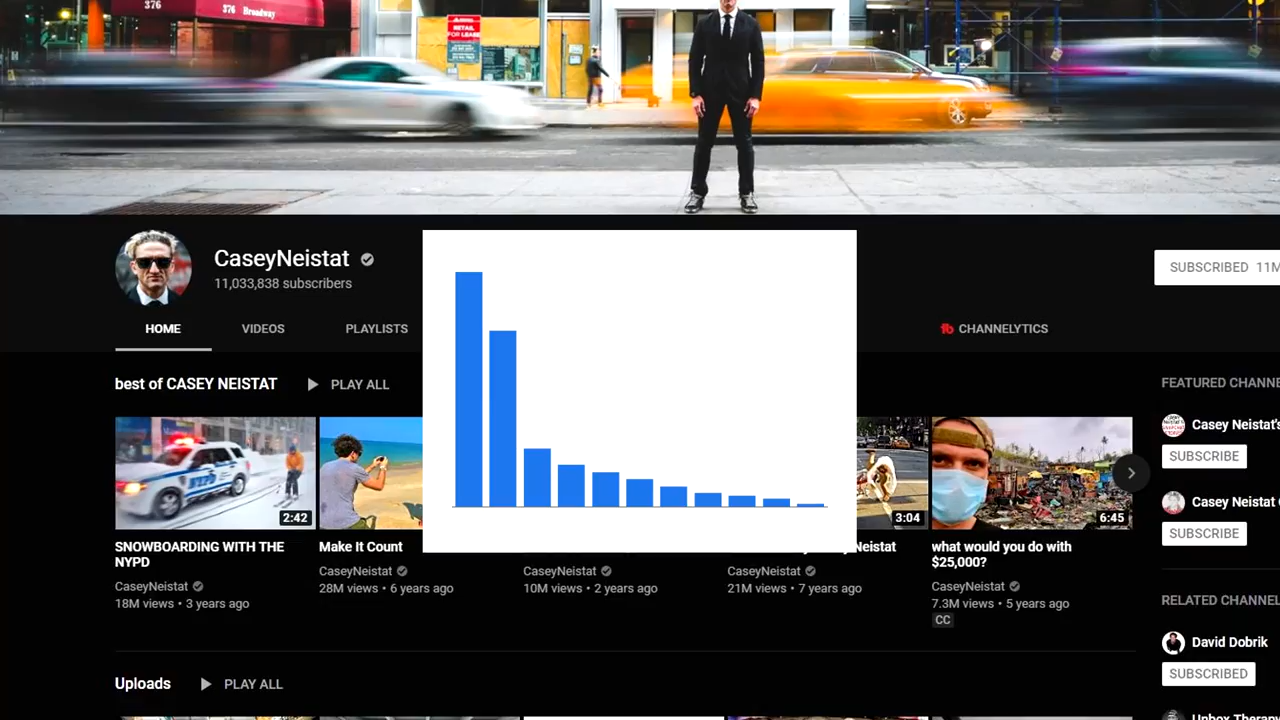 376
376 Broadway
RETAIL
FOR LEASE
CaseyNeistat
11,033,838 subscribers
SUBSCRIBED 11M
HOME
VIDEOS
PLAYLISTS
CHANNELYTICS
best of CASEY NEISTAT
PLAY ALL
FEATURED CHANNE
Casey Neistat's
SUBSCRIBE
Casey Neistat
SUBSCRIBE
NYPD
2:42
3:04
6:45
SNOWBOARDING WITH THE
NYPD
CaseyNeistat
18M views • 3 years ago
Make It Count
CaseyNeistat
28M views • 6 years ago
CaseyNeistat
10M views • 2 years ago
Neistat
CaseyNeistat
21M views • 7 years ago
what would you do with
$25,000?
CaseyNeistat
7.3M views • 5 years ago
CC
RELATED CHANNEL
David Dobrik
SUBSCRIBED
Unbox Therapy
Uploads
PLAY ALL